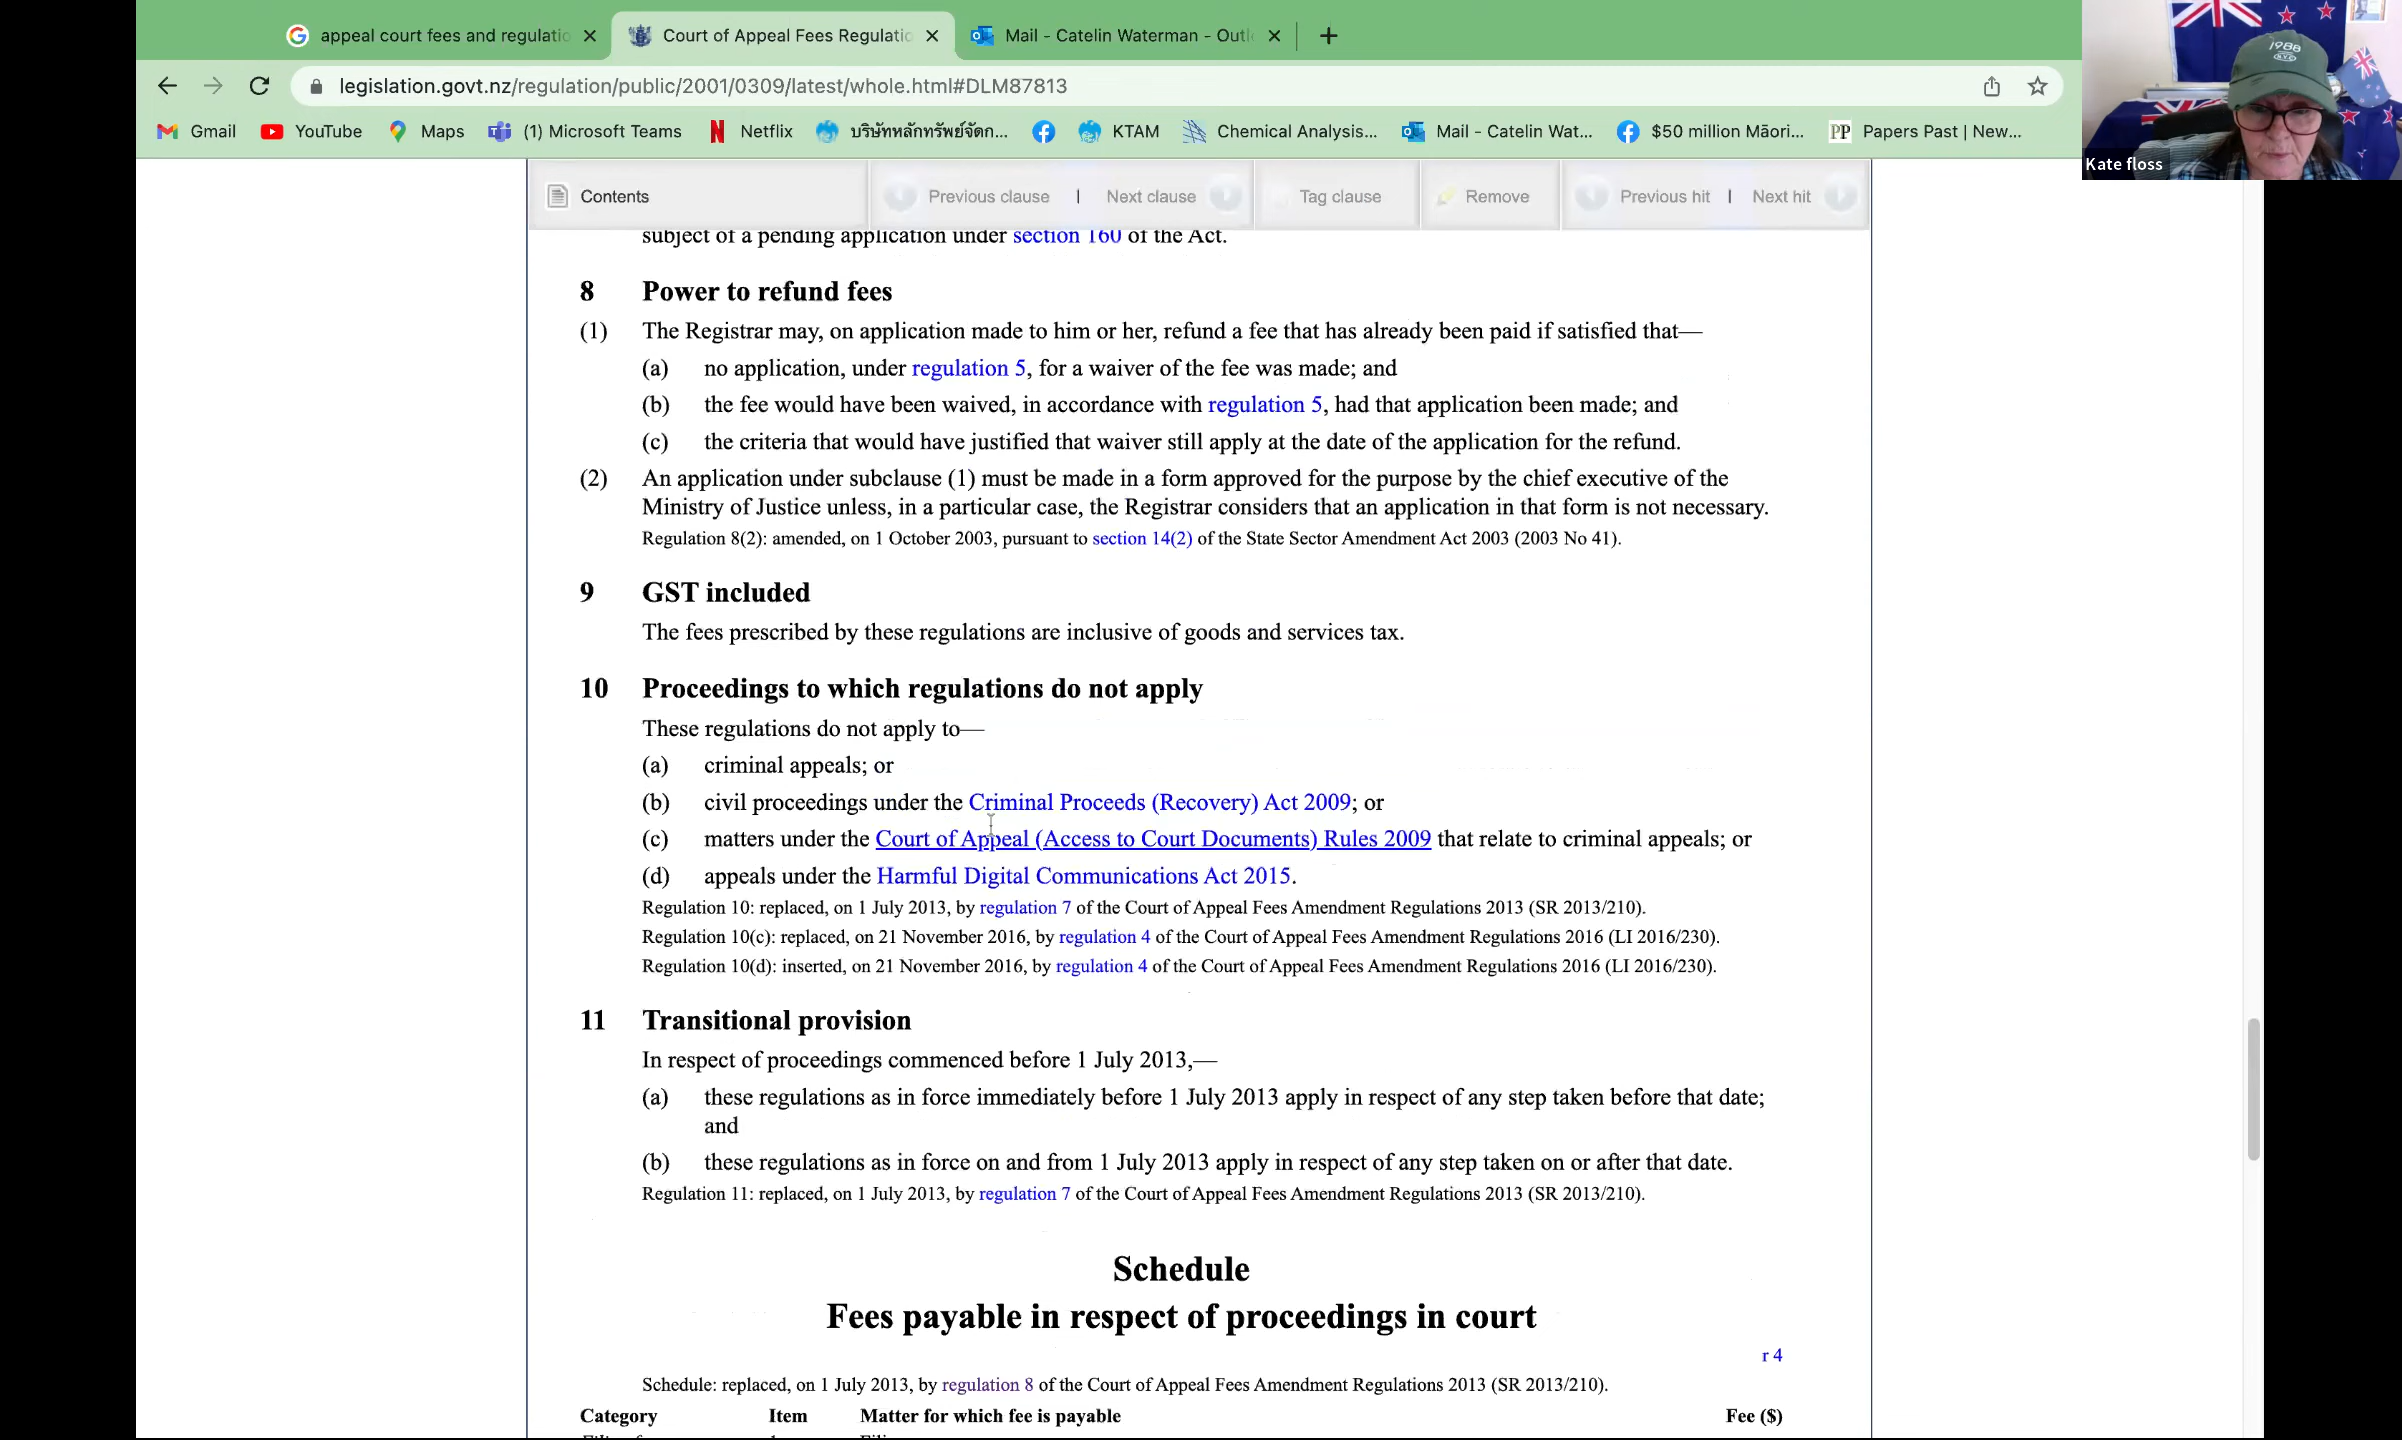 appeal court fees and regulatio
Court of Appeal Fees Regulatio
Mail - Catelin Waterman - Outl
legislation.govt.nz/regulation/public/2001/0309/latest/whole.html#DLM87813
Gmail
YouTube
Maps
(1) Microsoft Teams
Netflix
บริษัทหลักทรัพย์จัดก...
KTAM
Chemical Analysis...
Mail - Catelin Wat...
$50 million Māori...
PP Papers Past | New...
1988
Kate floss
Contents
Previous clause | Next clause
Tag clause
Remove
Previous hit | Next hit
subject of a pending application under section 160 of the Act.
8 Power to refund fees
(1) The Registrar may, on application made to him or her, refund a fee that has already been paid if satisfied that—
(a) no application, under regulation 5, for a waiver of the fee was made; and
(b) the fee would have been waived, in accordance with regulation 5, had that application been made; and
(c) the criteria that would have justified that waiver still apply at the date of the application for the refund.
(2) An application under subclause (1) must be made in a form approved for the purpose by the chief executive of the
Ministry of Justice unless, in a particular case, the Registrar considers that an application in that form is not necessary.
Regulation 8(2): amended, on 1 October 2003, pursuant to section 14(2) of the State Sector Amendment Act 2003 (2003 No 41).
9 GST included
The fees prescribed by these regulations are inclusive of goods and services tax.
10 Proceedings to which regulations do not apply
These regulations do not apply to—
(a) criminal appeals; or
(b) civil proceedings under the Criminal Proceeds (Recovery) Act 2009; or
(c) matters under the Court of Appeal (Access to Court Documents) Rules 2009 that relate to criminal appeals; or
(d) appeals under the Harmful Digital Communications Act 2015.
Regulation 10: replaced, on 1 July 2013, by regulation 7 of the Court of Appeal Fees Amendment Regulations 2013 (SR 2013/210).
Regulation 10(c): replaced, on 21 November 2016, by regulation 4 of the Court of Appeal Fees Amendment Regulations 2016 (LI 2016/230).
Regulation 10(d): inserted, on 21 November 2016, by regulation 4 of the Court of Appeal Fees Amendment Regulations 2016 (LI 2016/230).
11 Transitional provision
In respect of proceedings commenced before 1 July 2013,—
(a) these regulations as in force immediately before 1 July 2013 apply in respect of any step taken before that date;
and
(b) these regulations as in force on and from 1 July 2013 apply in respect of any step taken on or after that date.
Regulation 11: replaced, on 1 July 2013, by regulation 7 of the Court of Appeal Fees Amendment Regulations 2013 (SR 2013/210).
Schedule
Fees payable in respect of proceedings in court
r 4
Schedule: replaced, on 1 July 2013, by regulation 8 of the Court of Appeal Fees Amendment Regulations 2013 (SR 2013/210).
Category Item Matter for which fee is payable Fee ($)